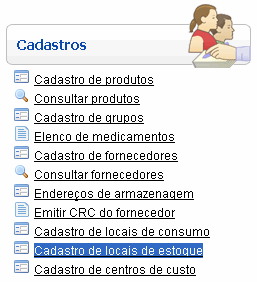 Cadastros
Cadastro de produtos
Consultar produtos
Cadastro de grupos
Elenco de medicamentos
Cadastro de fornecedores
Consultar fornecedores
Endereços de armazenagem
Emitir CRC do fornecedor
Cadastro de locais de consumo
Cadastro de locais de estoque
Cadastro de centros de custo